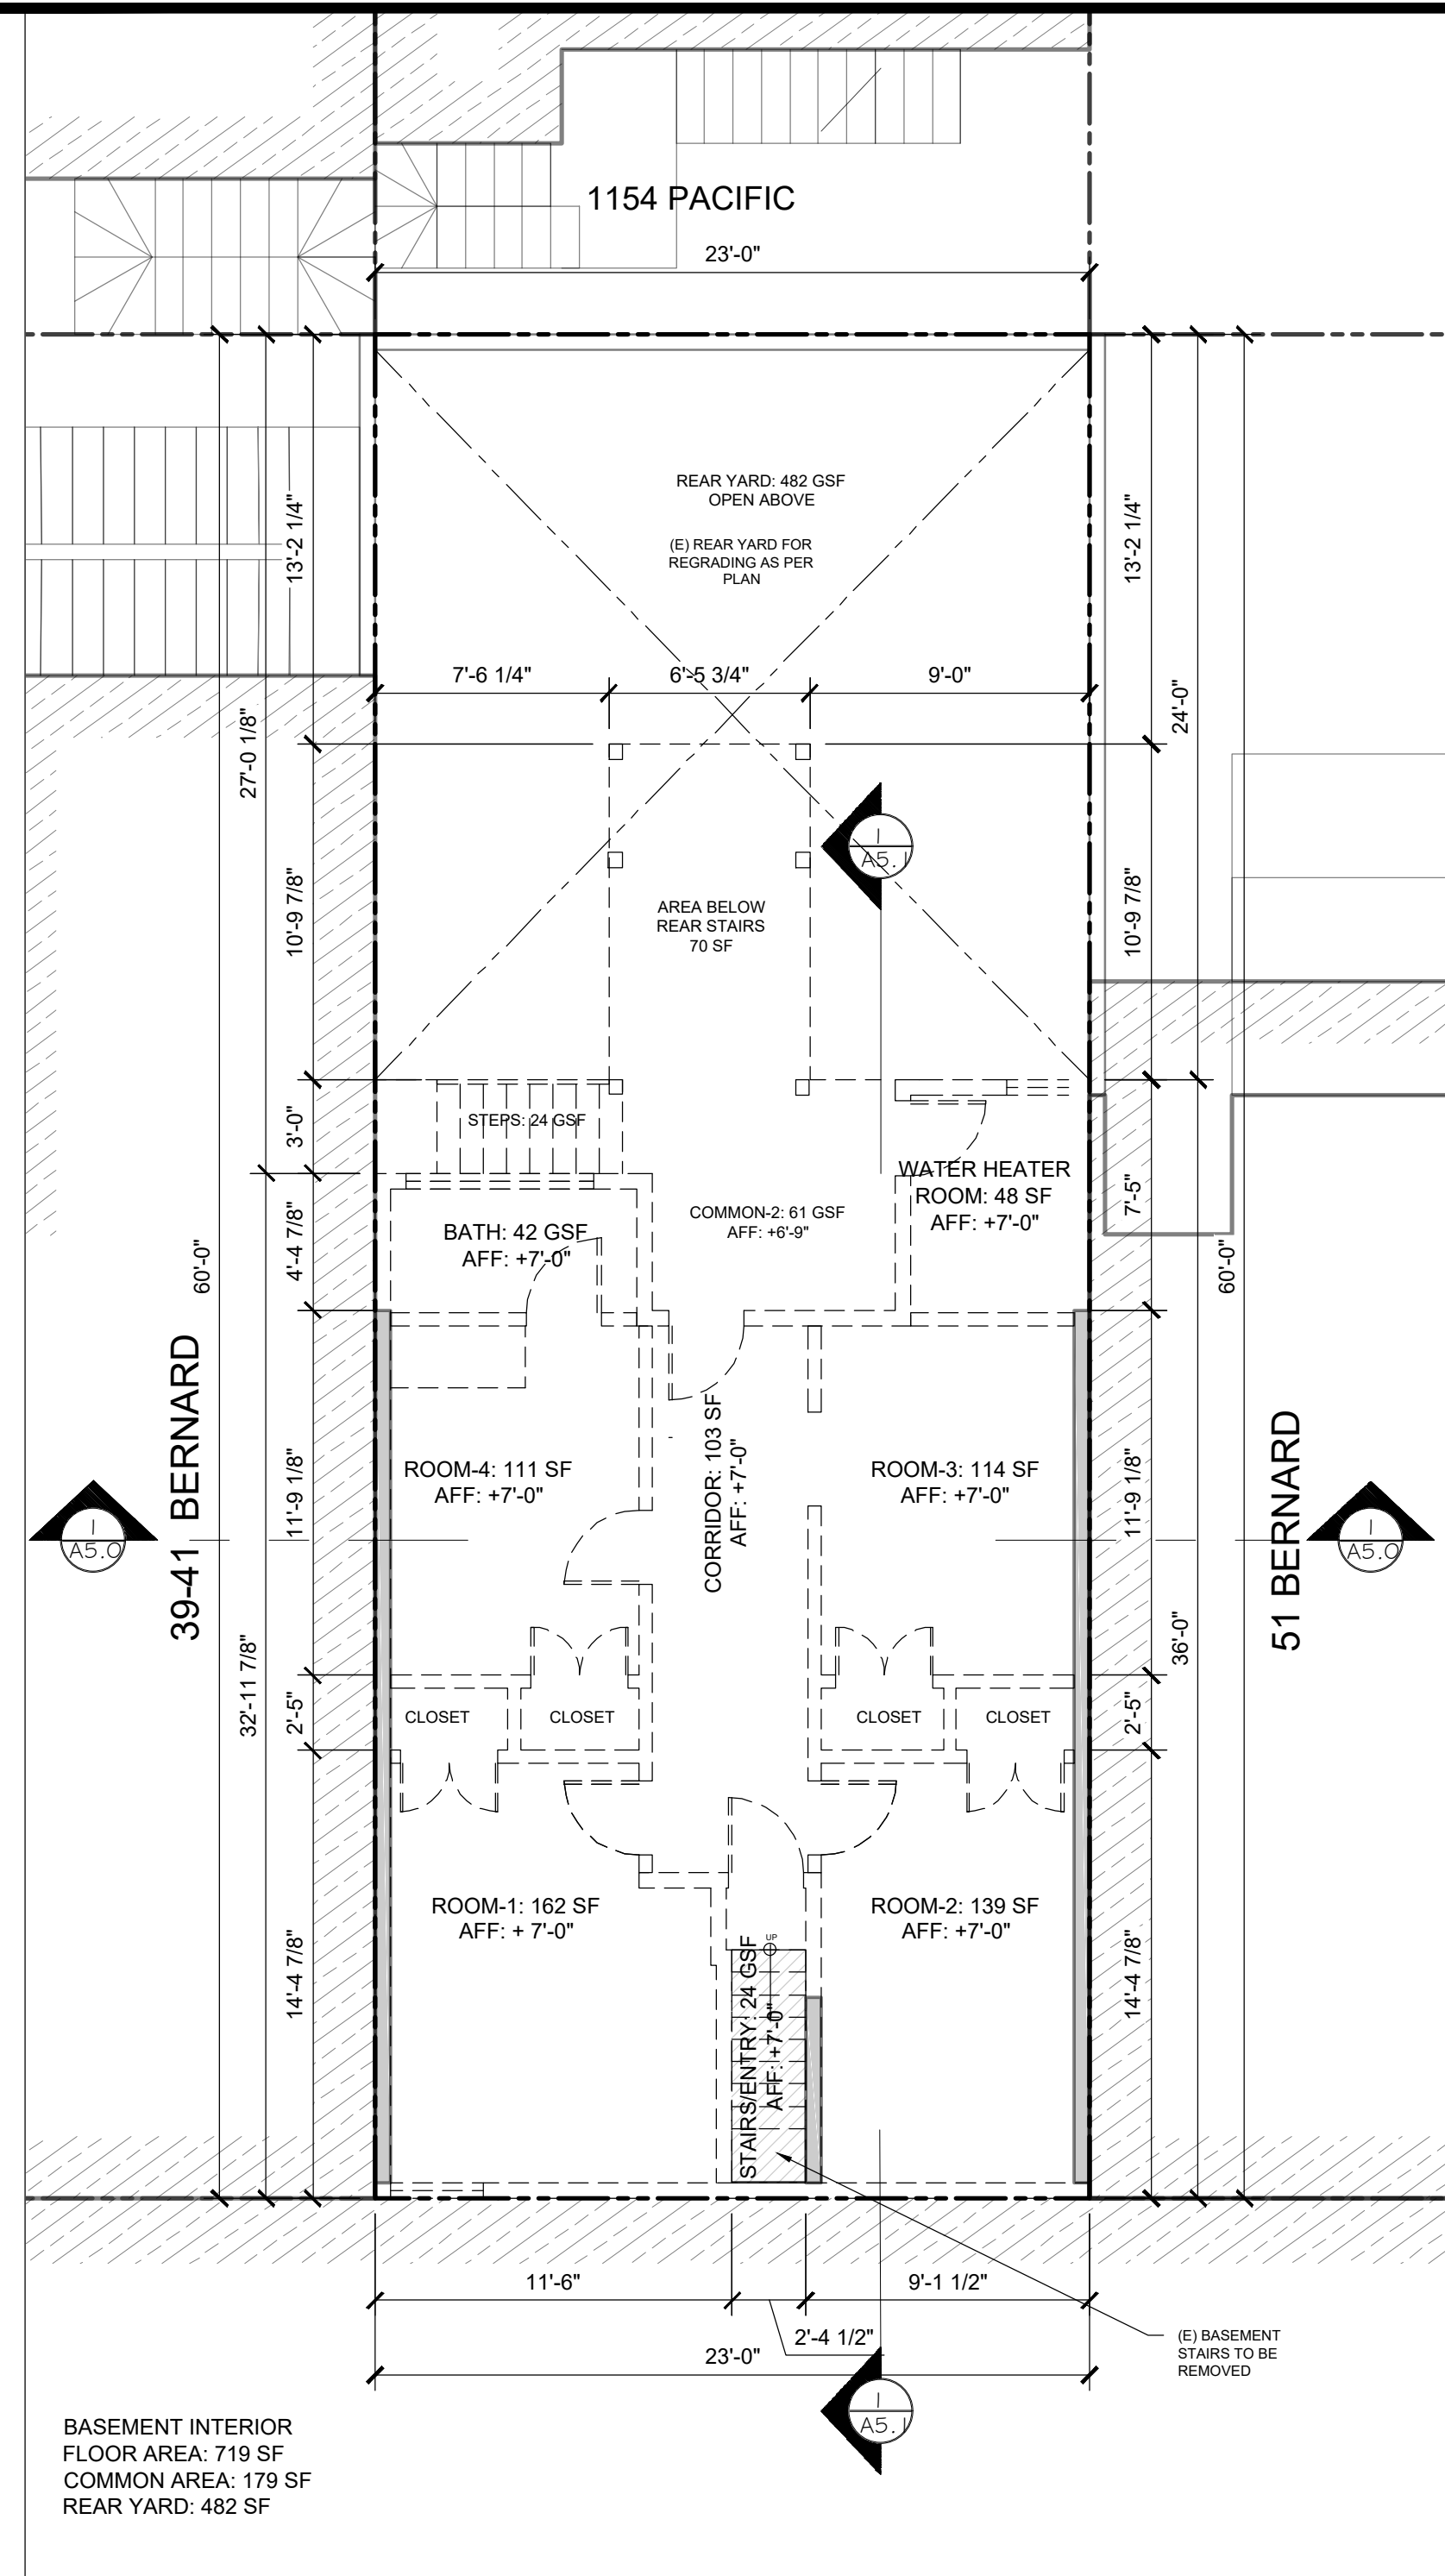 1154 PACIFIC
23'-0"
REAR YARD: 482 GSF
OPEN ABOVE
(E) REAR YARD FOR
REGRADING AS PER
PLAN
13'-2 1/4"
13'-2 1/4"
7'-6 1/4"
6'-5 3/4"
9'-0"
27'-0 1/8"
24'-0"
1
A5.1
10'-9 7/8"
AREA BELOW
REAR STAIRS
70 SF
10'-9 7/8"
3'-0"
STEPS: 24 GSF
WATER HEATER
ROOM: 48 SF
AFF: +7'-0"
7'-5"
BATH: 42 GSF
AFF: +7'-0"
COMMON-2: 61 GSF
AFF: +6'-9"
4'-4 7/8"
60'-0"
60'-0"
39-41 BERNARD
51 BERNARD
CORRIDOR: 103 SF
AFF: +7'-0"
ROOM-4: 111 SF
AFF: +7'-0"
ROOM-3: 114 SF
AFF: +7'-0"
11'-9 1/8"
11'-9 1/8"
1
A5.0
1
A5.0
32'-11 7/8"
36'-0"
2'-5"
CLOSET
CLOSET
CLOSET
CLOSET
2'-5"
ROOM-1: 162 SF
AFF: + 7'-0"
ROOM-2: 139 SF
AFF: +7'-0"
UP
STAIRS/ENTRY: 24 GSF
AFF: +7'-0"
14'-4 7/8"
14'-4 7/8"
11'-6"
9'-1 1/2"
2'-4 1/2"
23'-0"
(E) BASEMENT
STAIRS TO BE
REMOVED
1
A5.1
BASEMENT INTERIOR
FLOOR AREA: 719 SF
COMMON AREA: 179 SF
REAR YARD: 482 SF